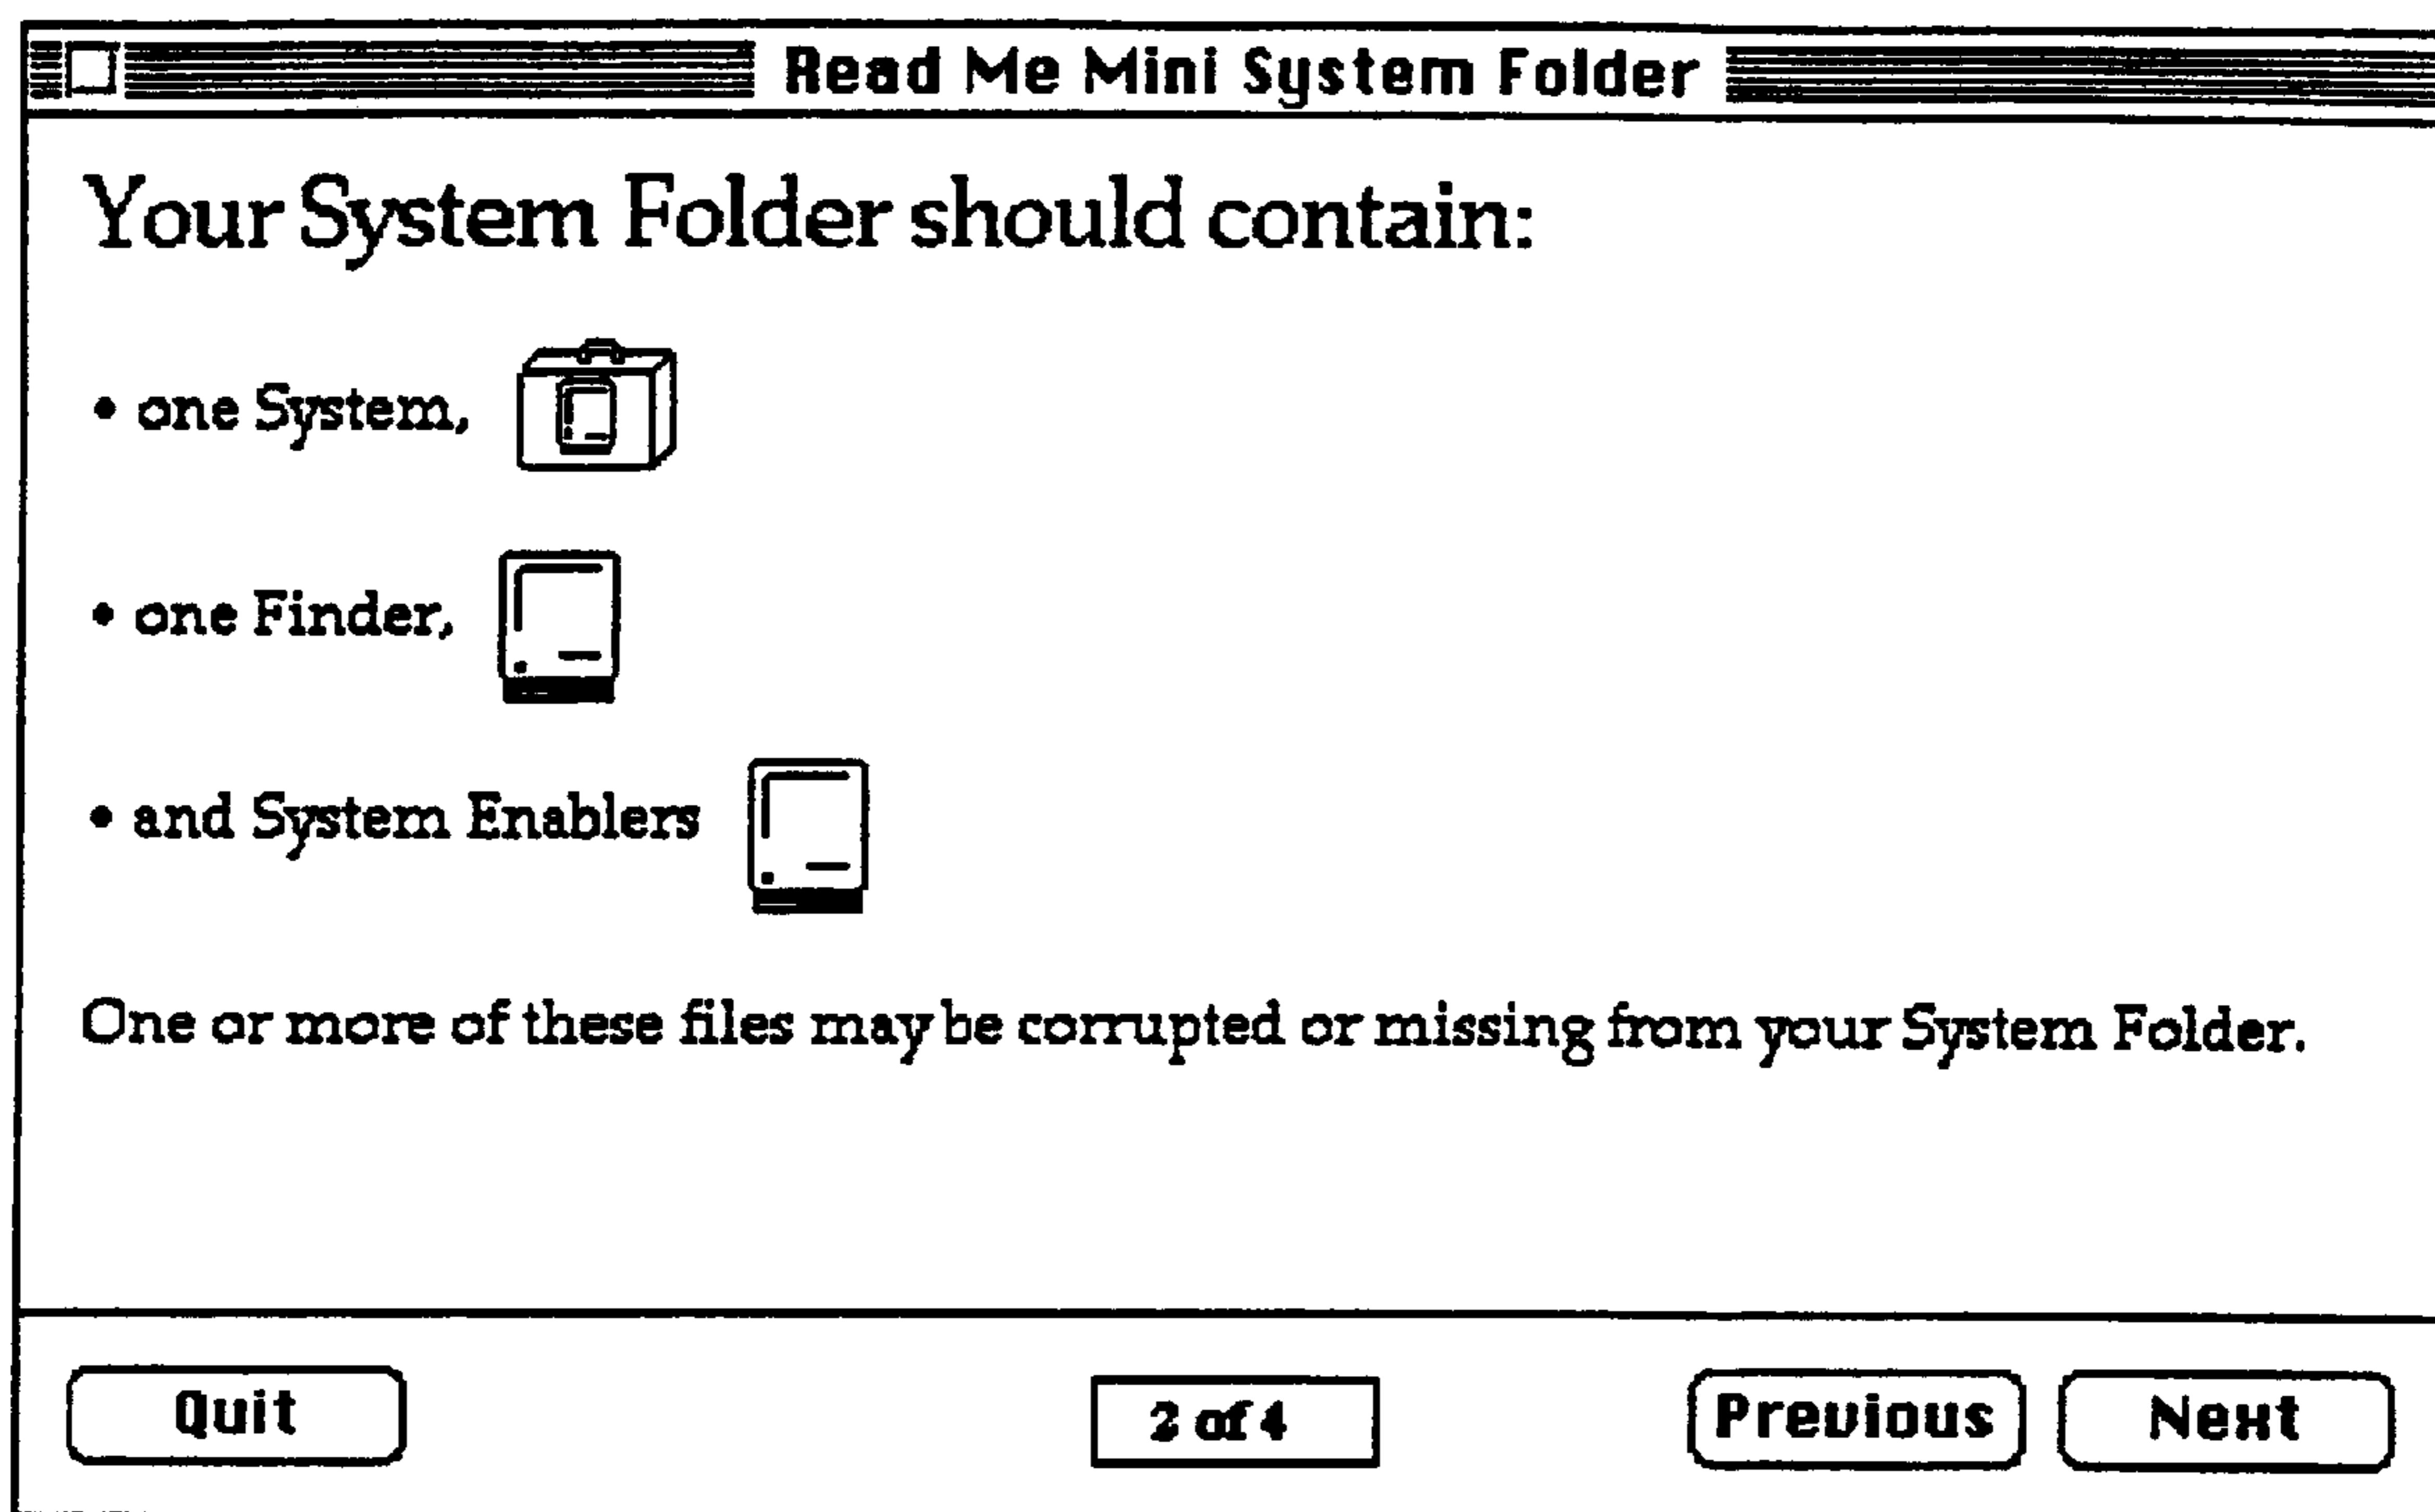 Read Me Mini System Folder
Your System Folder should contain:
• one System,
• one Finder,
• and System Enablers
One or more of these files may be corrupted or missing from your System Folder.
Quit
2 of 4
Previous
Next